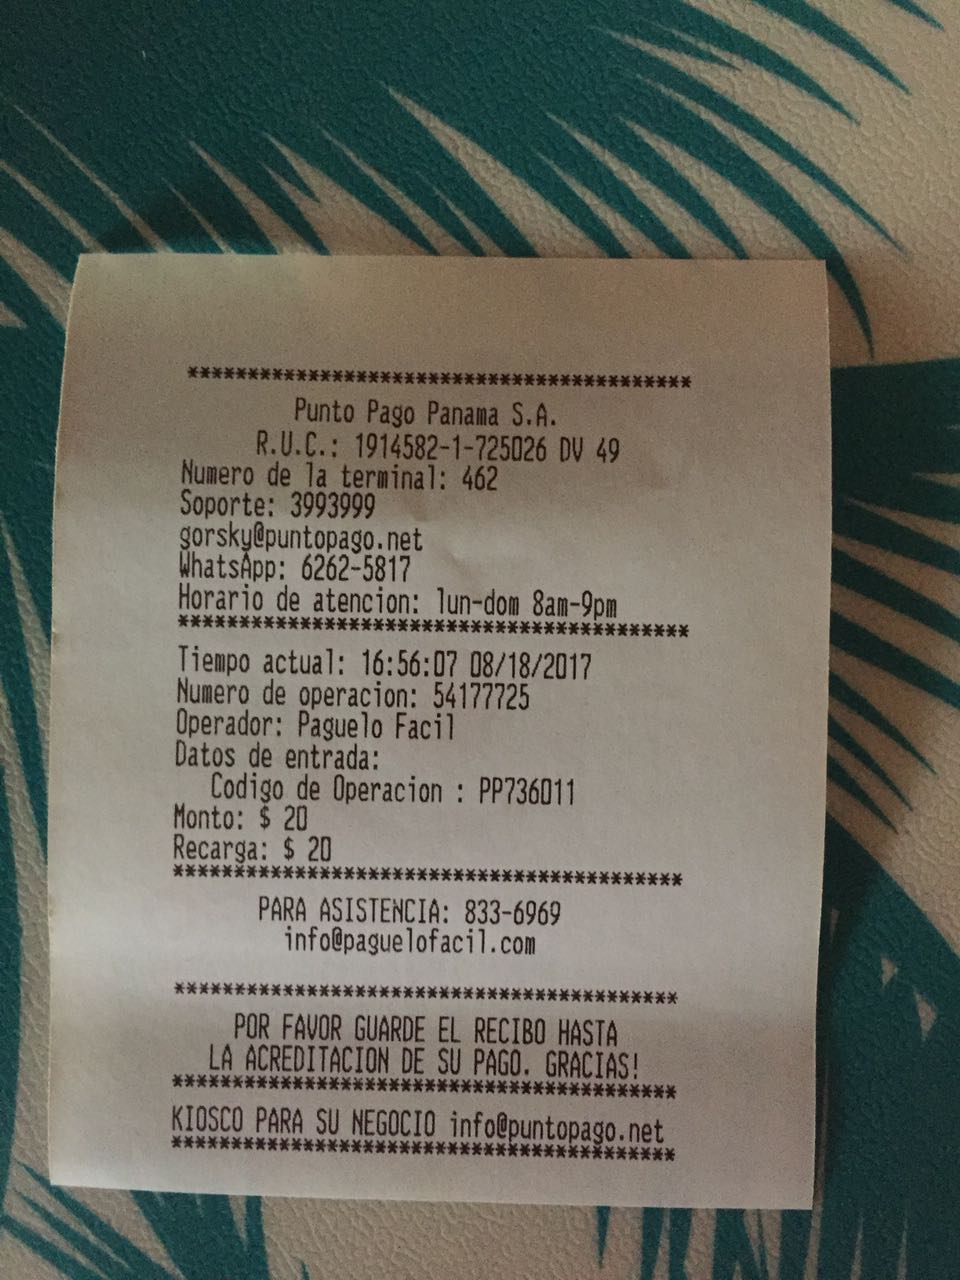 *****************************************
Punto Pago Panama S.A.
R.U.C.: 1914582-1-725026 DV 49
Numero de la terminal: 462
Soporte: 3993999
gorsky@puntopago.net
WhatsApp: 6262-5817
Horario de atencion: lun-dom 8am-9pm
*****************************************
Tiempo actual: 16:56:07 08/18/2017
Numero de operacion: 54177725
Operador: Paguelo Facil
Datos de entrada:
Codigo de Operacion : PP736011
Monto: $ 20
Recarga: $ 20
*****************************************
PARA ASISTENCIA: 833-6969
info@paguelofacil.com
*****************************************
POR FAVOR GUARDE EL RECIBO HASTA
LA ACREDITACION DE SU PAGO. GRACIAS!
*****************************************
KIOSCO PARA SU NEGOCIO info@puntopago.net
*****************************************